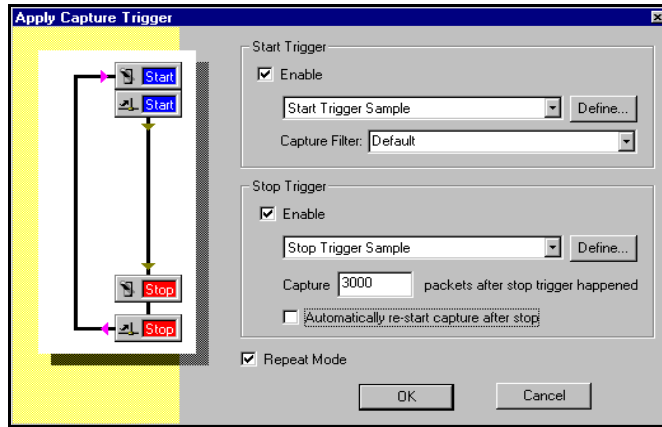 Apply Capture Trigger
Start
Start
Stop
Stop
Start Trigger
Enable
Start Trigger Sample
Define...
Capture Filter: Default
Stop Trigger
Enable
Stop Trigger Sample
Define...
Capture 3000 packets after stop trigger happened
Automatically re-start capture after stop
Repeat Mode
OK
Cancel